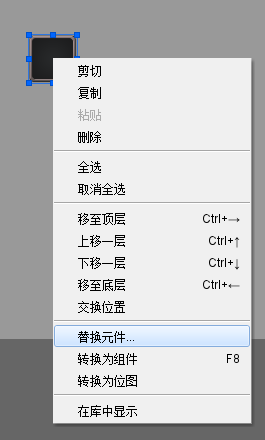 剪切
复制
粘贴
删除
全选
取消全选
移至顶层 Ctrl+→
上移一层 Ctrl+↑
下移一层 Ctrl+↓
移至底层 Ctrl+←
交换位置
替换元件...
转换为组件 F8
转换为位图
在库中显示